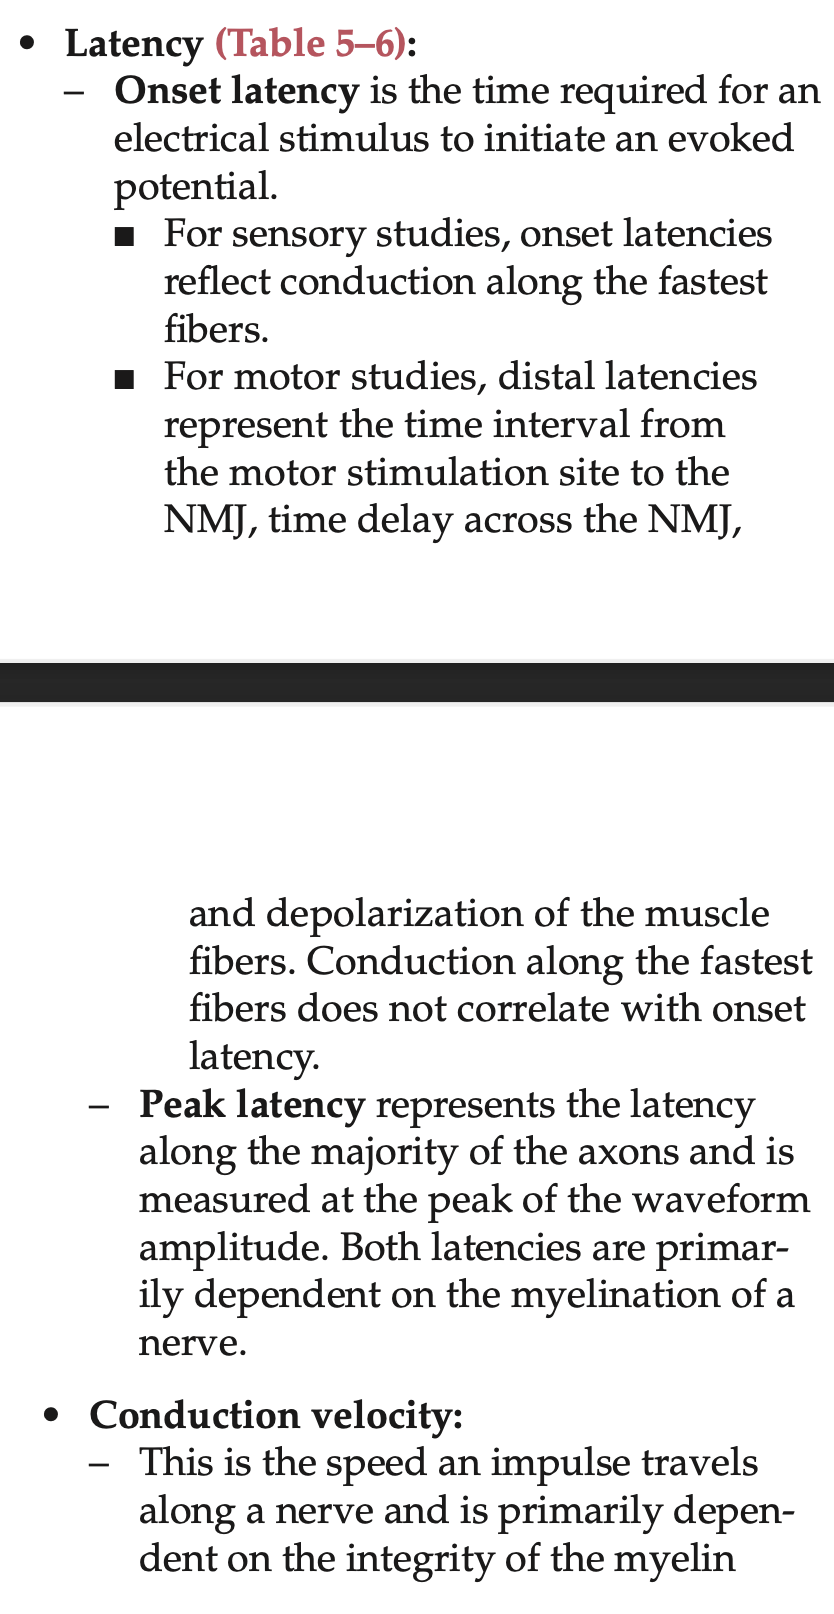 • Latency (Table 5–6):
– Onset latency is the time required for an
electrical stimulus to initiate an evoked
potential.
■ For sensory studies, onset latencies
reflect conduction along the fastest
fibers.
■ For motor studies, distal latencies
represent the time interval from
the motor stimulation site to the
NMJ, time delay across the NMJ,
and depolarization of the muscle
fibers. Conduction along the fastest
fibers does not correlate with onset
latency.
– Peak latency represents the latency
along the majority of the axons and is
measured at the peak of the waveform
amplitude. Both latencies are primar-
ily dependent on the myelination of a
nerve.
• Conduction velocity:
– This is the speed an impulse travels
along a nerve and is primarily depen-
dent on the integrity of the myelin